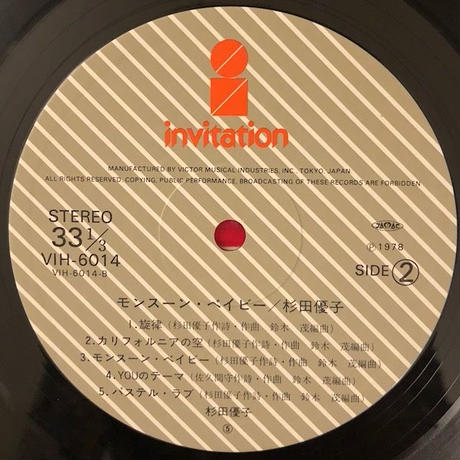 invitation
MANUFACTURED BY VICTOR MUSICAL INDUSTRIES, INC., TOKYO, JAPAN
ALL RIGHTS RESERVED. COPYING, PUBLIC PERFORMANCE, BROADCASTING OF THESE RECORDS ARE FORBIDDEN.
STEREO
33 1/3
VIH-6014
VIH-6014-B
JASRAC
Ⓟ 1978
SIDE 2
モンスーン・ベイビー/杉田優子
1.旋律(杉田優子作詩・作曲 鈴木 茂編曲)
2.カリフォルニアの空(杉田優子作詩・作曲 鈴木 茂編曲)
3.モンスーン・ベイビー(杉田優子作詩・作曲 鈴木 茂編曲)
4.YOUのテーマ(佐久間守作詩・作曲 鈴木 茂編曲)
5.パステル・ラブ(杉田優子作詩・作曲 鈴木 茂編曲)
杉田優子
⑤